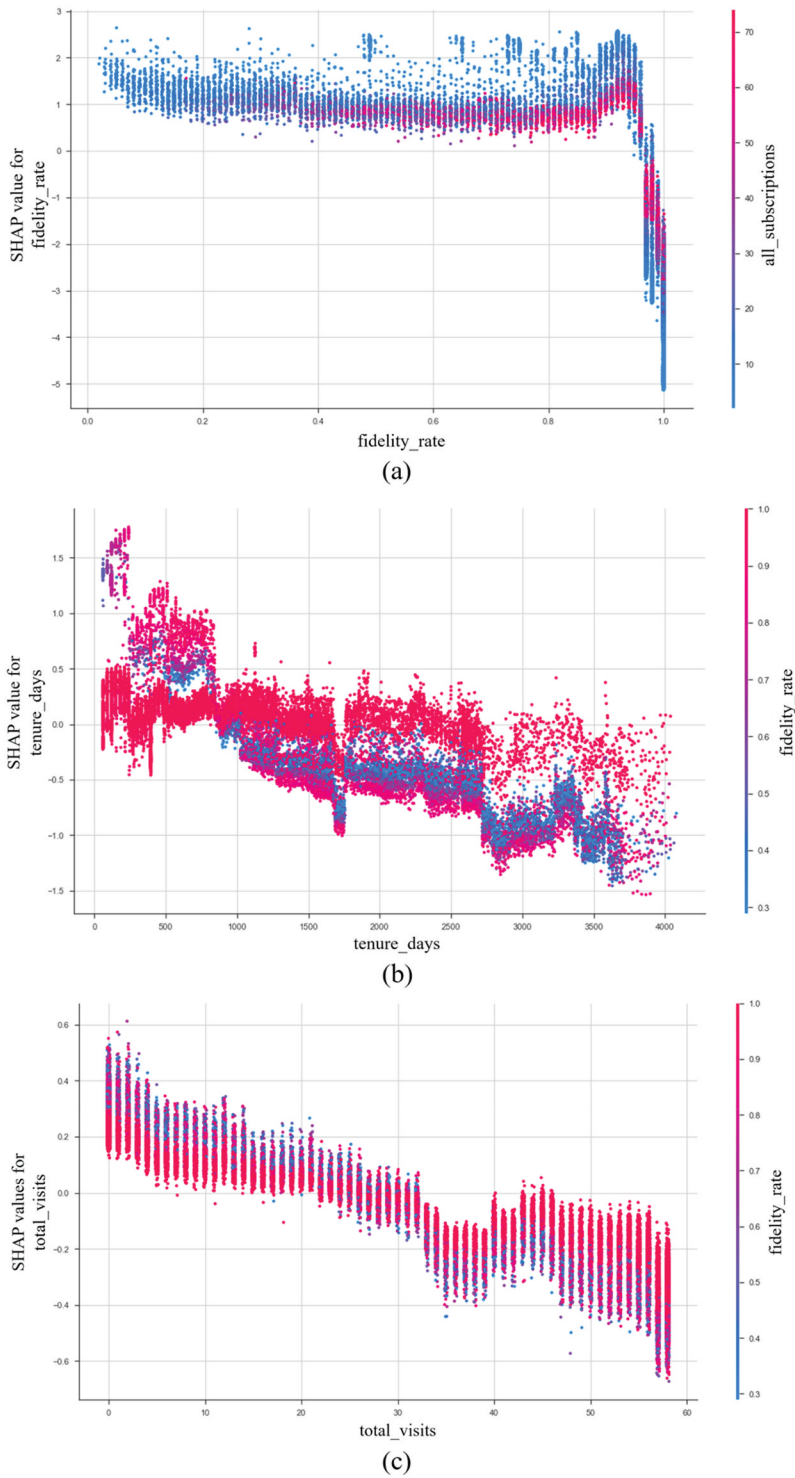 3
2
1
0
−1
−2
−3
−4
−5
SHAP value for
fidelity_rate
0.0 0.2 0.4 0.6 0.8 1.0
fidelity_rate
70
60
50
40
30
20
10
all_subscriptions
(a)
1.5
1.0
0.5
0.0
−0.5
−1.0
−1.5
SHAP value for
tenure_days
0 500 1000 1500 2000 2500 3000 3500 4000
tenure_days
1.0
0.9
0.8
0.7
0.6
0.5
0.4
0.3
fidelity_rate
(b)
0.6
0.4
0.2
0.0
−0.2
−0.4
−0.6
SHAP values for
total_visits
0 10 20 30 40 50 60
total_visits
1.0
0.9
0.8
0.7
0.6
0.5
0.4
0.3
fidelity_rate
(c)